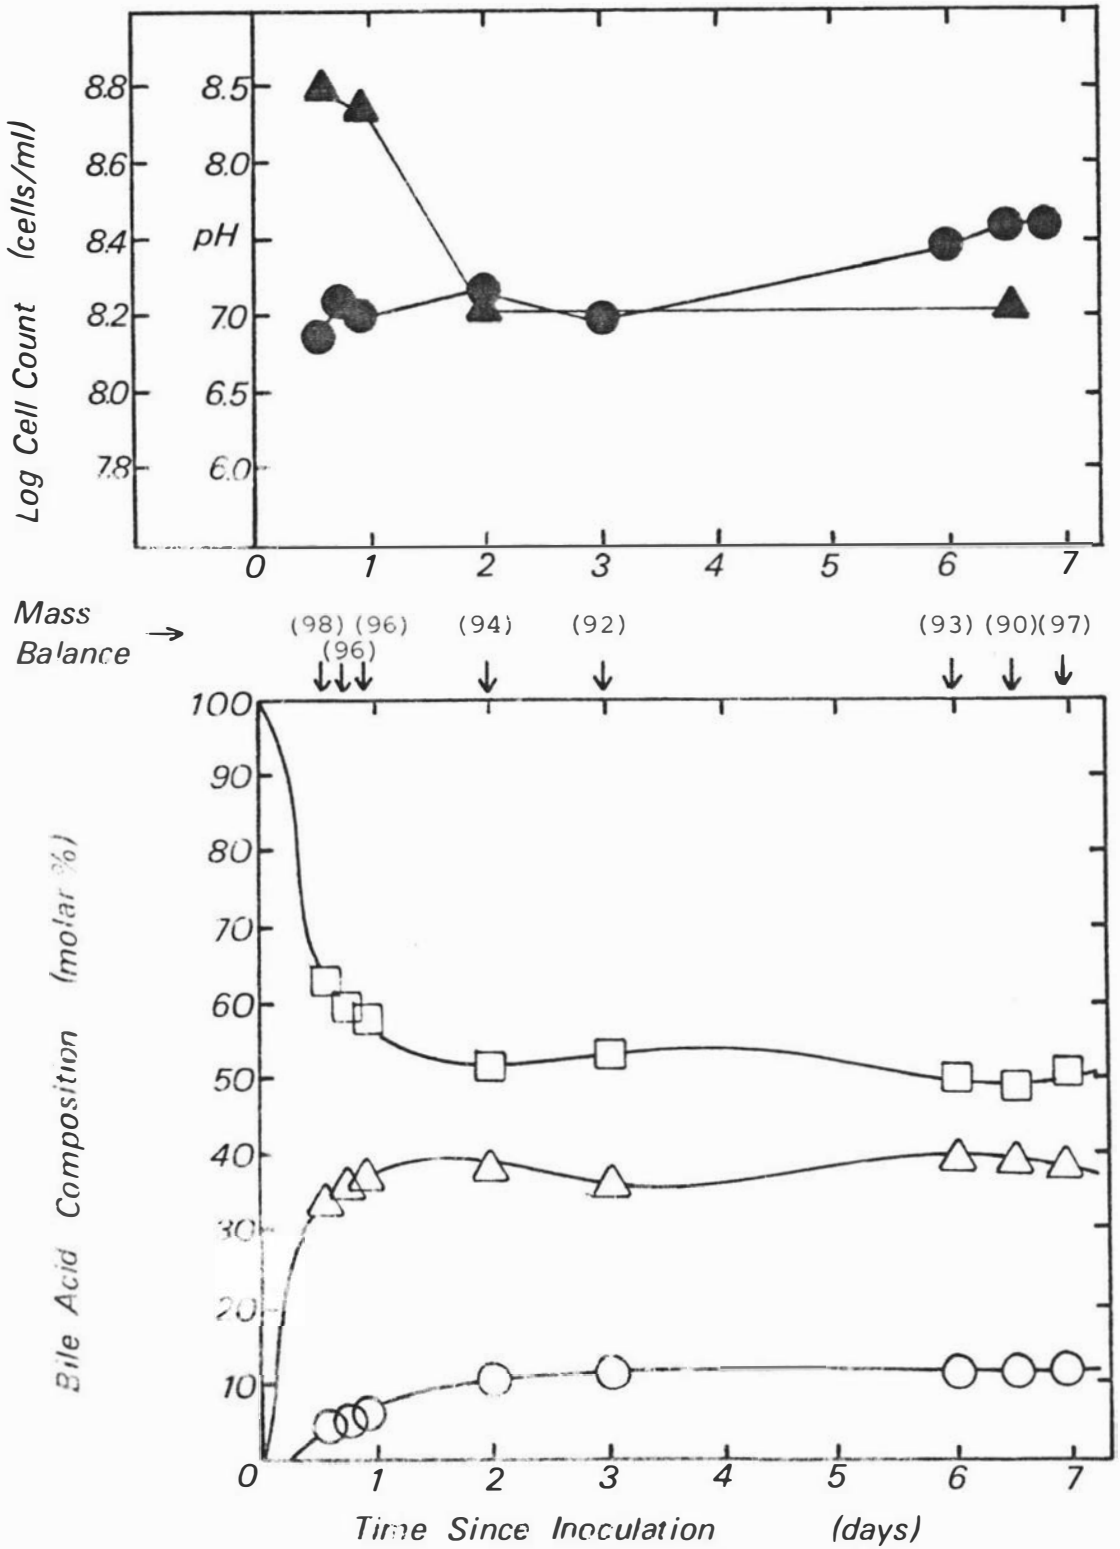 Log Cell Count (cells/ml)
8.8
8.6
8.4
8.2
8.0
7.8
8.5
8.0
pH
7.0
6.5
6.0
0 1 2 3 4 5 6 7
Mass
Balance →
(98) (96) (94) (92) (93) (90) (97)
(96)
Bile Acid Composition (molar %)
100
90
80
70
60
50
40
30
20
10
0 1 2 3 4 5 6 7
Time Since Inoculation (days)